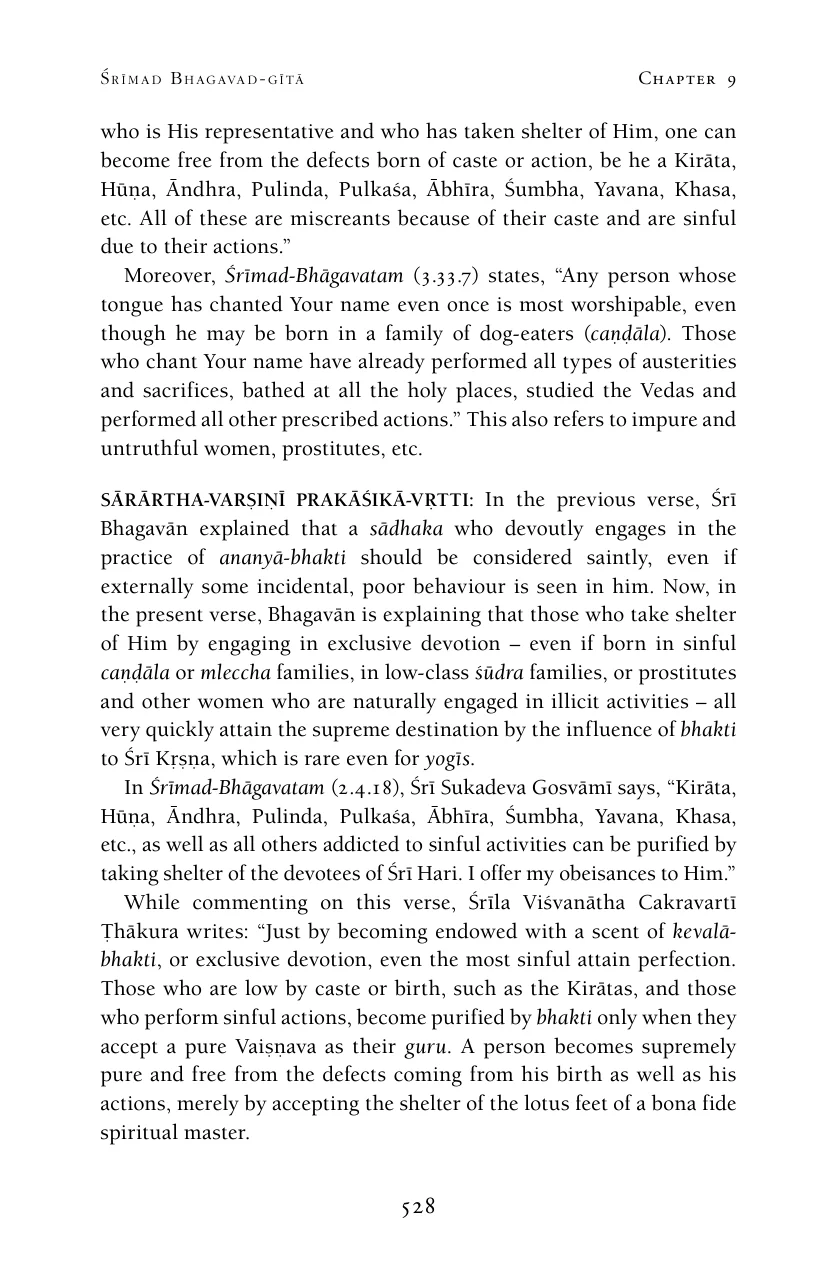 Śrīmad Bhagavad-gītā Chapter 9
who is His representative and who has taken shelter of Him, one can
become free from the defects born of caste or action, be he a Kirāta,
Hūṇa, Āndhra, Pulinda, Pulkaśa, Ābhīra, Śumbha, Yavana, Khasa,
etc. All of these are miscreants because of their caste and are sinful
due to their actions.”
Moreover, Śrīmad-Bhāgavatam (3.33.7) states, “Any person whose
tongue has chanted Your name even once is most worshipable, even
though he may be born in a family of dog-eaters (caṇḍāla). Those
who chant Your name have already performed all types of austerities
and sacrifices, bathed at all the holy places, studied the Vedas and
performed all other prescribed actions.” This also refers to impure and
untruthful women, prostitutes, etc.
SĀRĀRTHA-VARṢIṆĪ PRAKĀŚIKĀ-VṚTTI: In the previous verse, Śrī
Bhagavān explained that a sādhaka who devoutly engages in the
practice of ananyā-bhakti should be considered saintly, even if
externally some incidental, poor behaviour is seen in him. Now, in
the present verse, Bhagavān is explaining that those who take shelter
of Him by engaging in exclusive devotion – even if born in sinful
caṇḍāla or mleccha families, in low-class śūdra families, or prostitutes
and other women who are naturally engaged in illicit activities – all
very quickly attain the supreme destination by the influence of bhakti
to Śrī Kṛṣṇa, which is rare even for yogīs.
In Śrīmad-Bhāgavatam (2.4.18), Śrī Sukadeva Gosvāmī says, “Kirāta,
Hūṇa, Āndhra, Pulinda, Pulkaśa, Ābhīra, Śumbha, Yavana, Khasa,
etc., as well as all others addicted to sinful activities can be purified by
taking shelter of the devotees of Śrī Hari. I offer my obeisances to Him.”
While commenting on this verse, Śrīla Viśvanātha Cakravartī
Ṭhākura writes: “Just by becoming endowed with a scent of kevalā-
bhakti, or exclusive devotion, even the most sinful attain perfection.
Those who are low by caste or birth, such as the Kirātas, and those
who perform sinful actions, become purified by bhakti only when they
accept a pure Vaiṣṇava as their guru. A person becomes supremely
pure and free from the defects coming from his birth as well as his
actions, merely by accepting the shelter of the lotus feet of a bona fide
spiritual master.
528